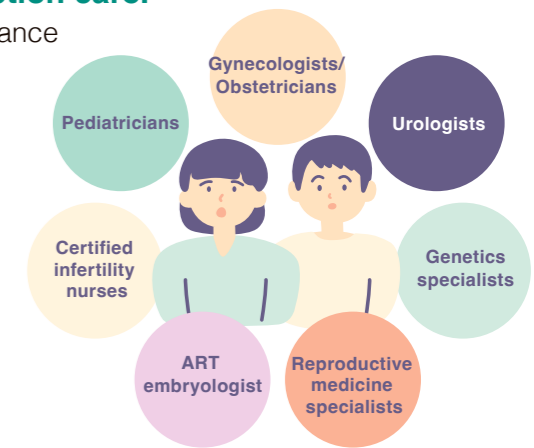 ance
Gynecologists/
Obstetricians
Pediatricians
Urologists
Certified
infertility
nurses
Genetics
specialists
ART
embryologist
Reproductive
medicine
specialists